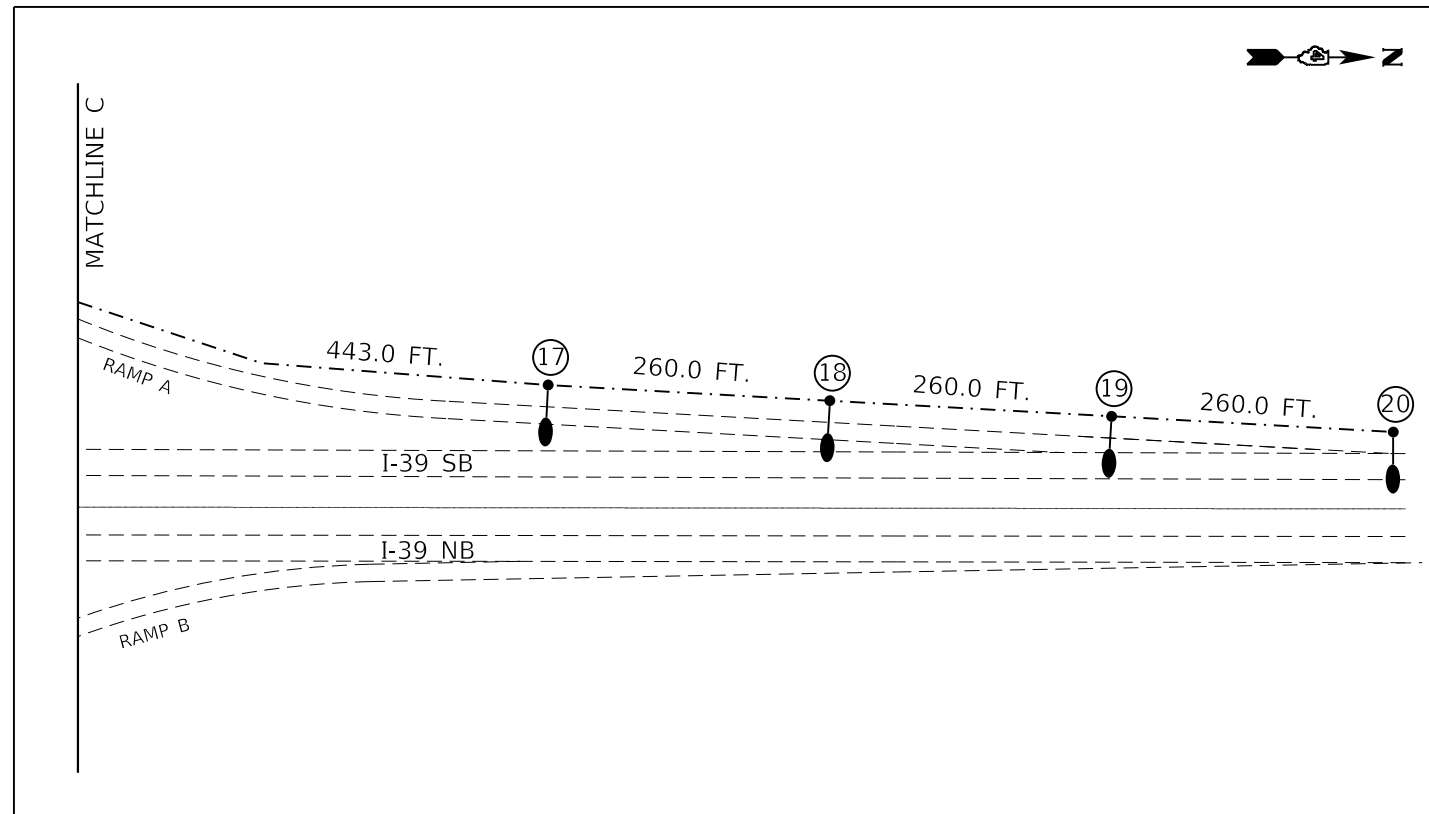 N
MATCHLINE C
443.0 FT.
17
260.0 FT.
18
260.0 FT.
19
260.0 FT.
20
RAMP A
I-39 SB
I-39 NB
RAMP B